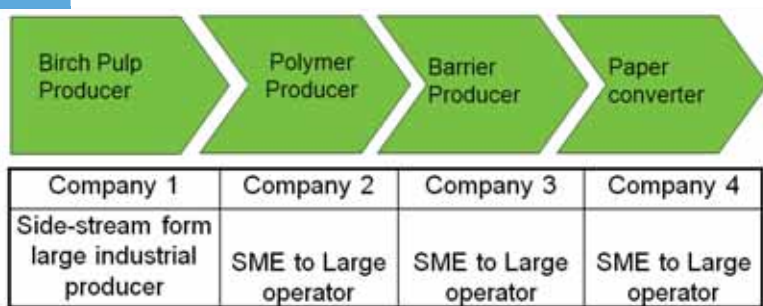 Birch Pulp
Producer
Polymer
Producer
Barrier
Producer
Paper
converter
Company 1
Company 2
Company 3
Company 4
Side-stream form
large industrial
producer
SME to Large
operator
SME to Large
operator
SME to Large
operator